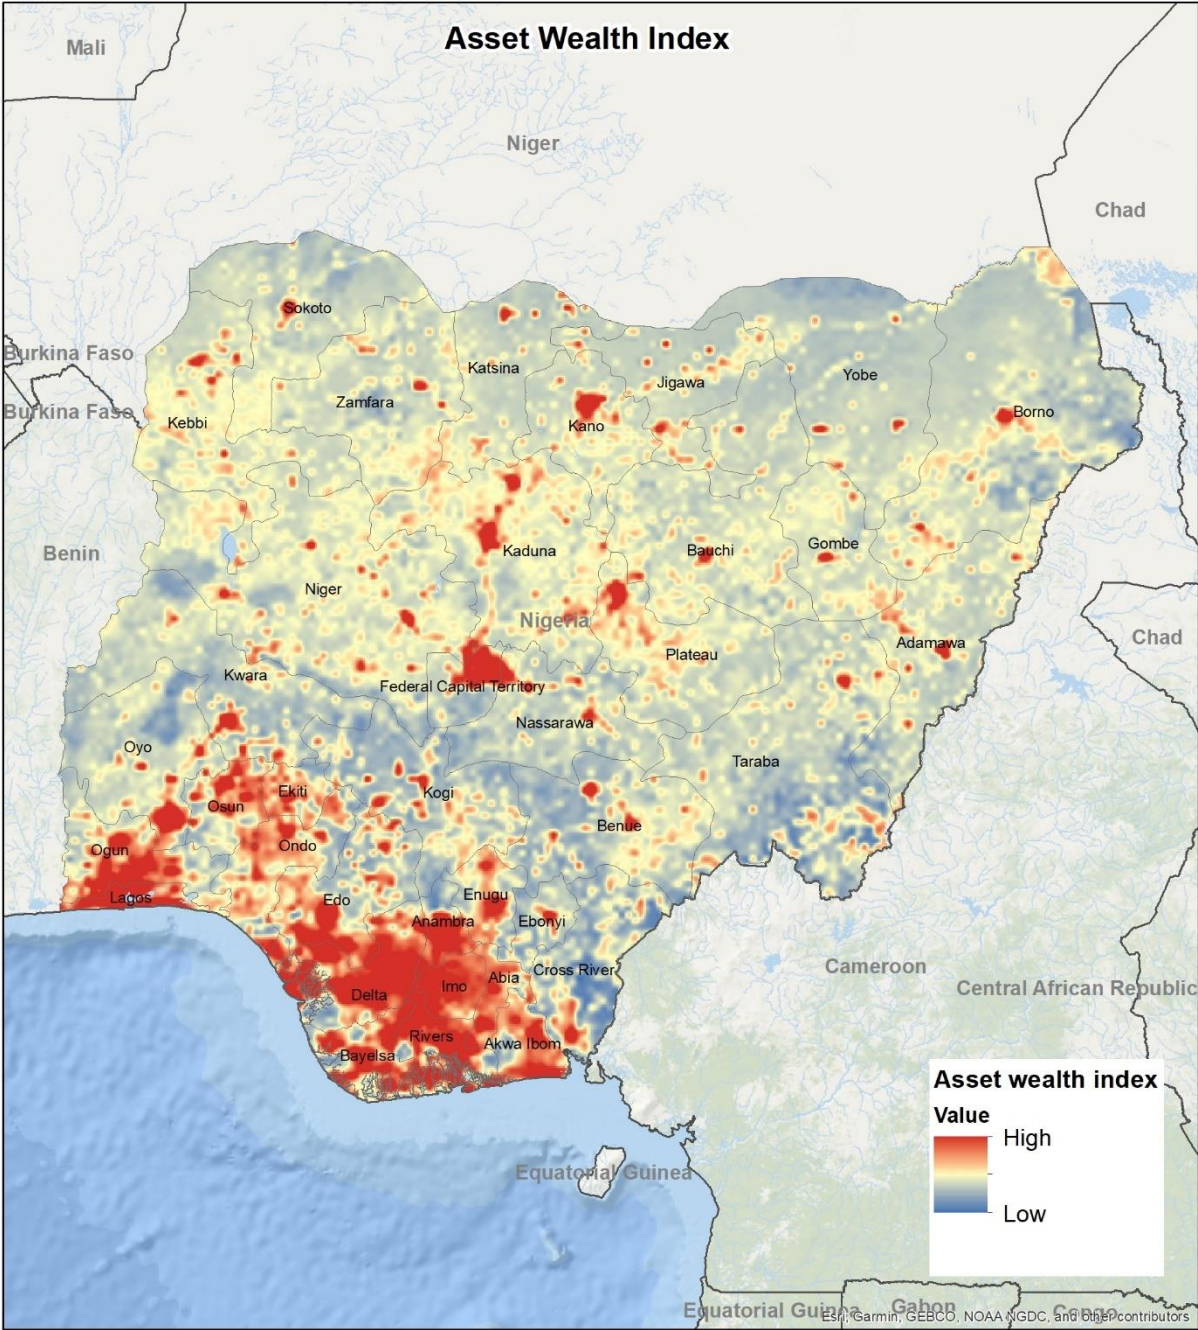 Asset Wealth Index
Mali
Niger
Chad
Burkina Faso
Burkina Faso
Benin
Sokoto
Katsina
Jigawa
Yobe
Borno
Zamfara
Kebbi
Kano
Kaduna
Bauchi
Gombe
Niger
Nigeria
Chad
Adamawa
Plateau
Kwara
Federal Capital Territory
Nassarawa
Oyo
Taraba
Ekiti
Kogi
Osun
Benue
Ondo
Ogun
Lagos
Edo
Enugu
Anambra
Ebonyi
Cross River
Cameroon
Abia
Imo
Delta
Central African Republic
Rivers
Akwa Ibom
Bayelsa
Asset wealth index
Value
High
Low
Equatorial Guinea
Equatorial Guinea
Gabon
Congo
Esri, Garmin, GEBCO, NOAA NGDC, and other contributors